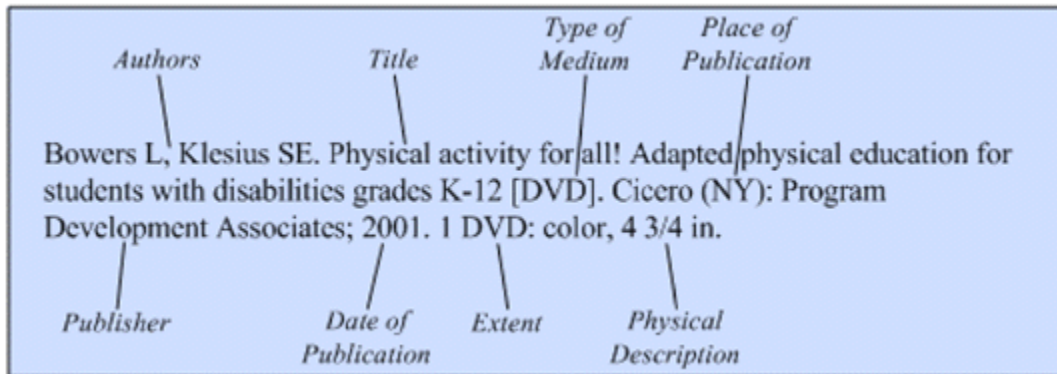 Type of Place of
Authors Title Medium Publication
Bowers L, Klesius SE. Physical activity for all! Adapted physical education for
students with disabilities grades K-12 [DVD]. Cicero (NY): Program
Development Associates; 2001. 1 DVD: color, 4 3/4 in.
Publisher Date of Extent Physical
Publication Description